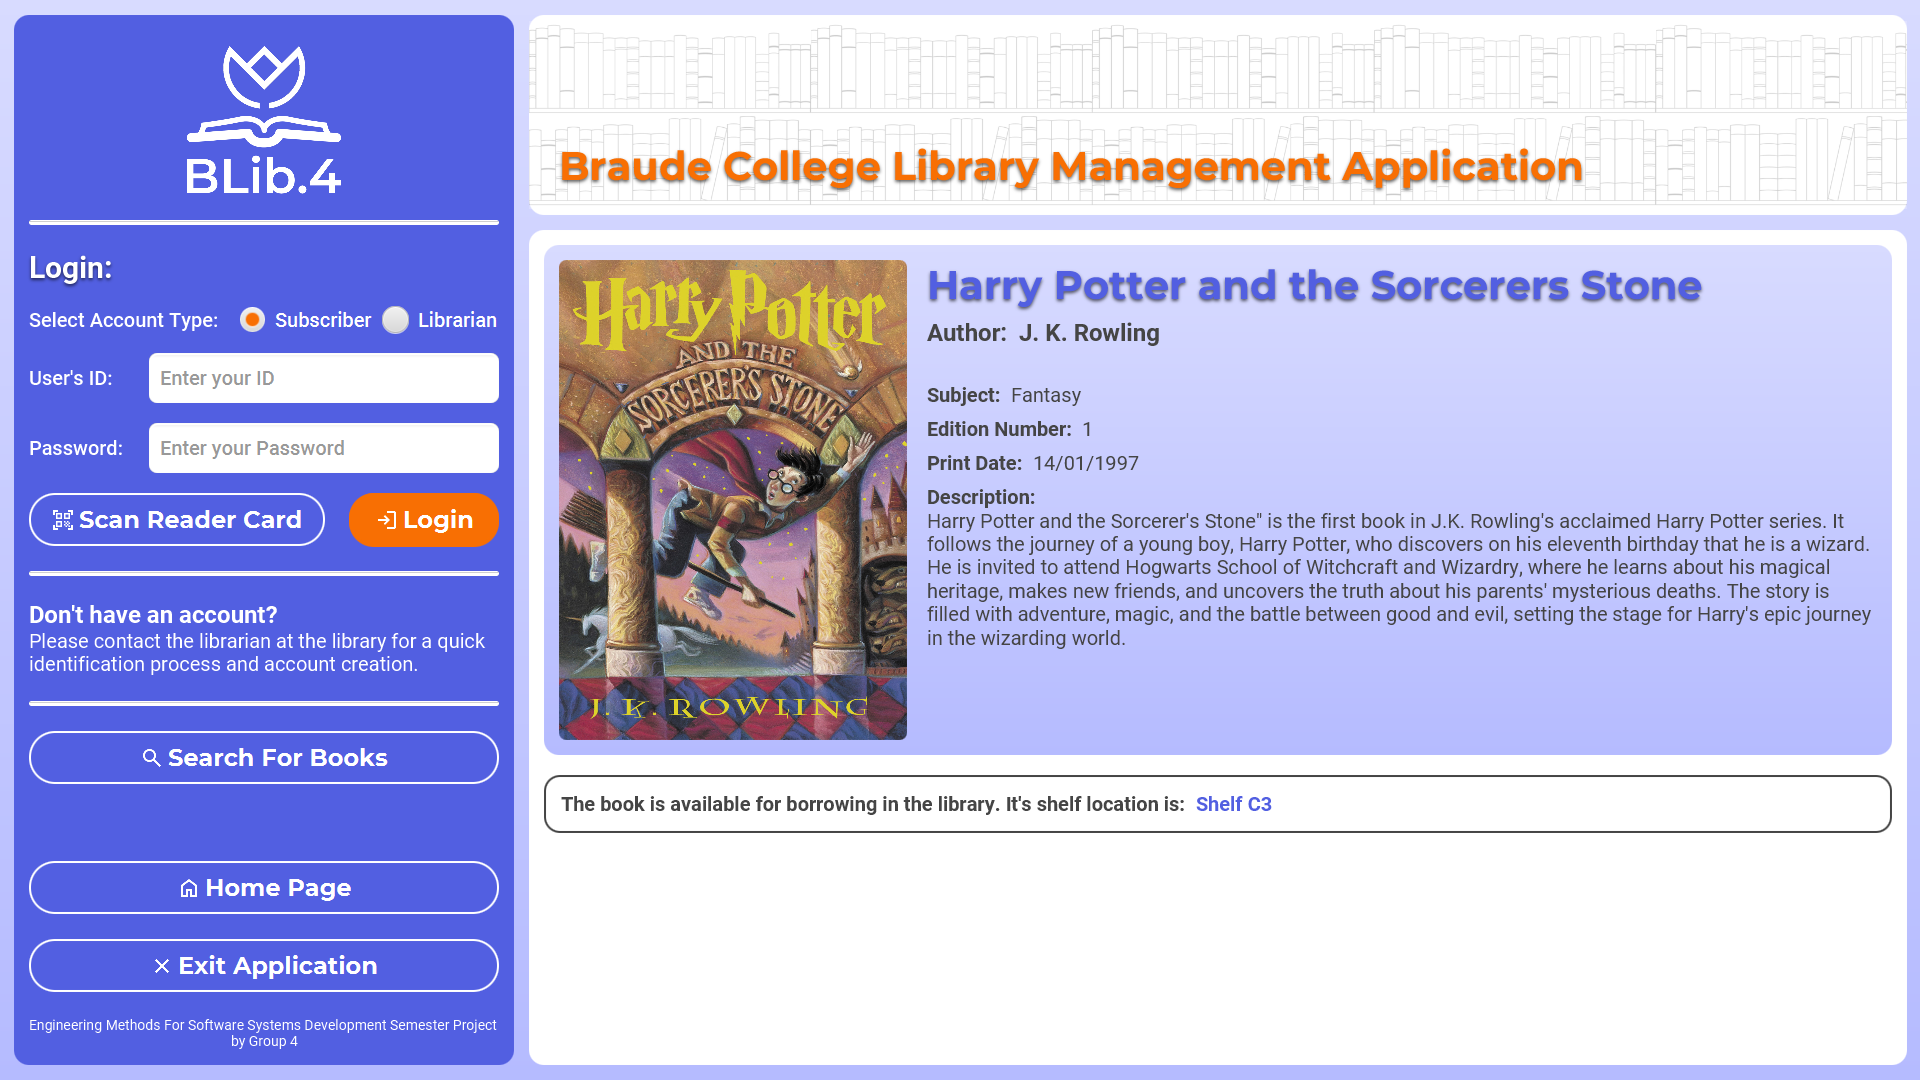 BLib.4
Login:
Select Account Type: Subscriber Librarian
User's ID: Enter your ID
Password: Enter your Password
Scan Reader Card Login
Don't have an account?
Please contact the librarian at the library for a quick
identification process and account creation.
Search For Books
Home Page
Exit Application
Engineering Methods For Software Systems Development Semester Project
by Group 4
Braude College Library Management Application
Harry Potter
AND THE
SORCERER'S STONE
J. K. ROWLING
Harry Potter and the Sorcerers Stone
Author: J. K. Rowling
Subject: Fantasy
Edition Number: 1
Print Date: 14/01/1997
Description:
Harry Potter and the Sorcerer's Stone" is the first book in J.K. Rowling's acclaimed Harry Potter series. It
follows the journey of a young boy, Harry Potter, who discovers on his eleventh birthday that he is a wizard.
He is invited to attend Hogwarts School of Witchcraft and Wizardry, where he learns about his magical
heritage, makes new friends, and uncovers the truth about his parents' mysterious deaths. The story is
filled with adventure, magic, and the battle between good and evil, setting the stage for Harry's epic journey
in the wizarding world.
The book is available for borrowing in the library. It's shelf location is: Shelf C3